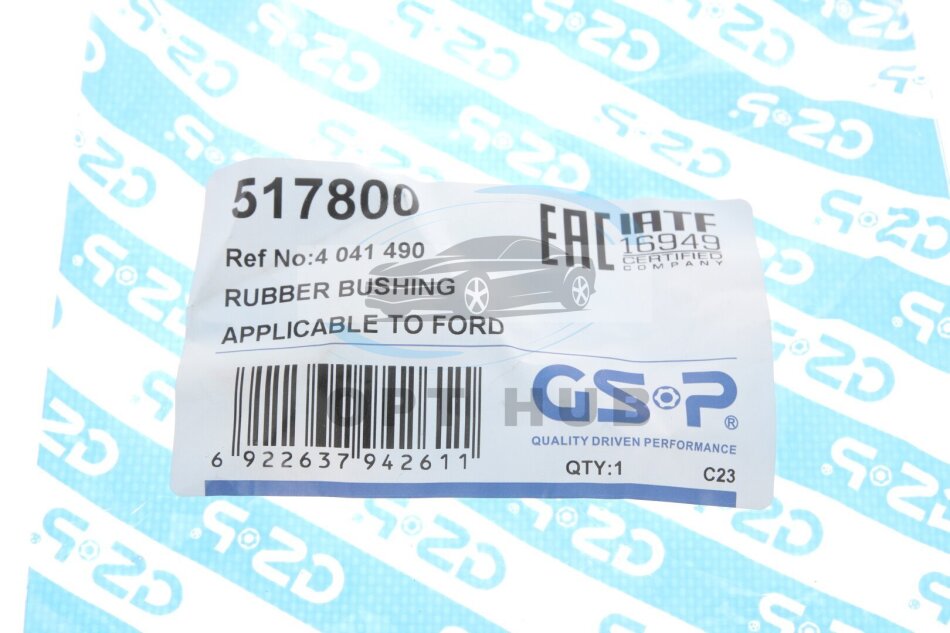 517800
EAC
IATF
16949
CERTIFIED
COMPANY
Ref No:4 041 490
RUBBER BUSHING
APPLICABLE TO FORD
OPT HUB
GS-P®
QUALITY DRIVEN PERFORMANCE
6 922637 942611
QTY:1
C23